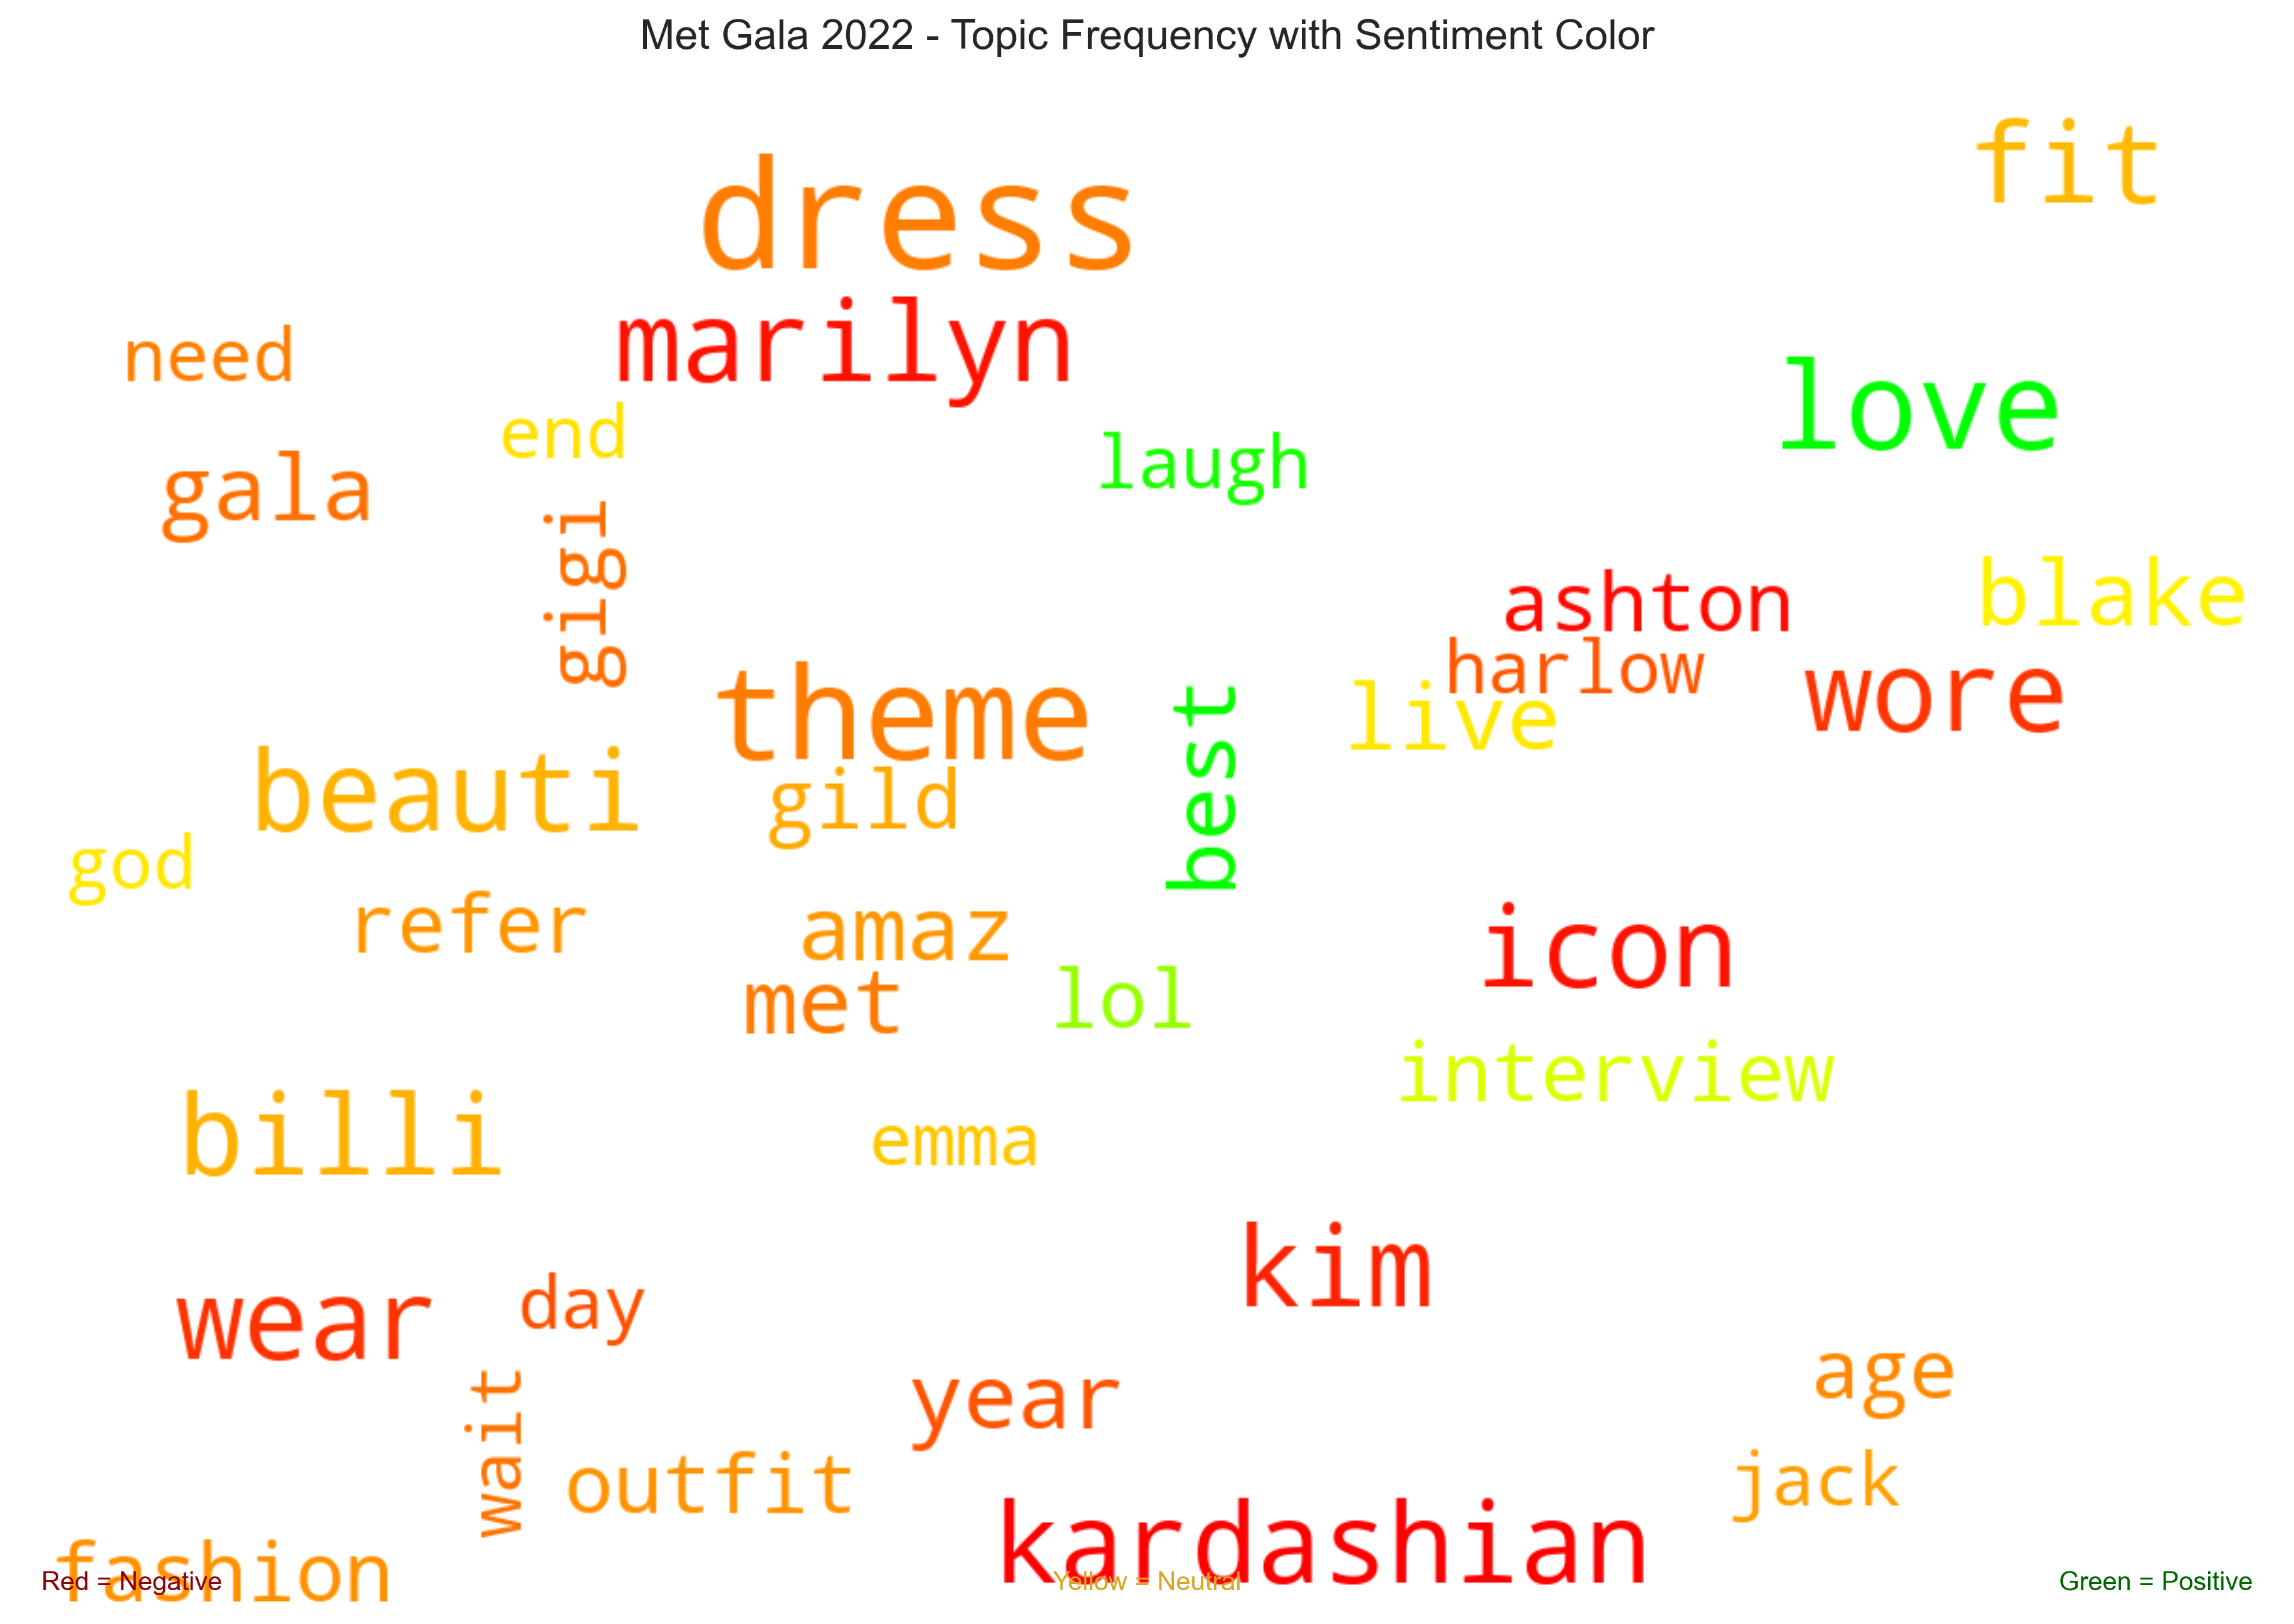 Met Gala 2022 - Topic Frequency with Sentiment Color
fit
dress
marilyn
need
love
end
laugh
gala
gigi
ashton
blake
harlow
wore
theme
live
best
beauti
gild
god
refer
amaz
icon
met
lol
interview
billi
emma
kim
wear
day
year
age
wait
outfit
jack
kardashian
fashion
Red = Negative
Yellow = Neutral
Green = Positive